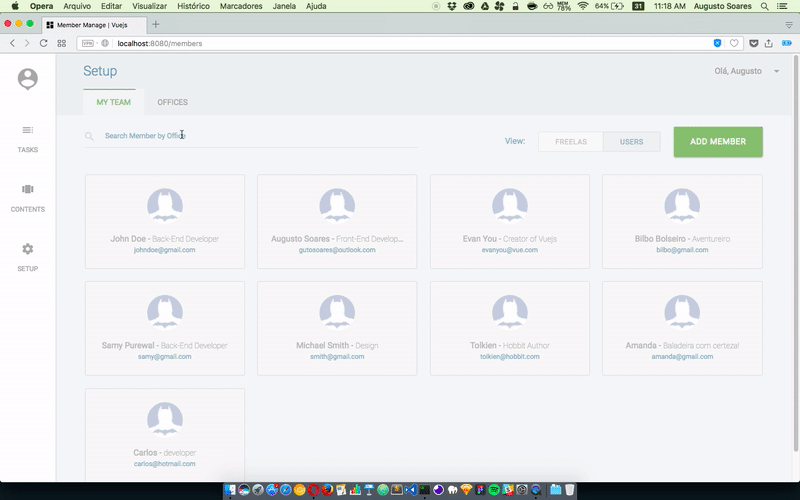 Opera Arquivo Editar Visualizar Histórico Marcadores Janela Ajuda MEM 78% 64% 31 11:18 AM Augusto Soares
Member Manage | Vuejs
VPN localhost:8080/members
Setup
Olá, Augusto
MY TEAM OFFICES
Search Member by Office
View: FREELAS USERS ADD MEMBER
TASKS
CONTENTS
SETUP
John Doe - Back-End Developer
johndoe@gmail.com
Augusto Soares - Front-End Develop...
gutosoares@outlook.com
Evan You - Creator of Vuejs
evanyou@vue.com
Bilbo Bolseiro - Aventureiro
bilbo@gmail.com
Samy Purewal - Back-End Developer
samy@gmail.com
Michael Smith - Design
smith@gmail.com
Tolkien - Hobbit Author
tolkien@hobbit.com
Amanda - Baladeira com certeza!
amanda@gmail.com
Carlos - developer
carlos@hotmail.com